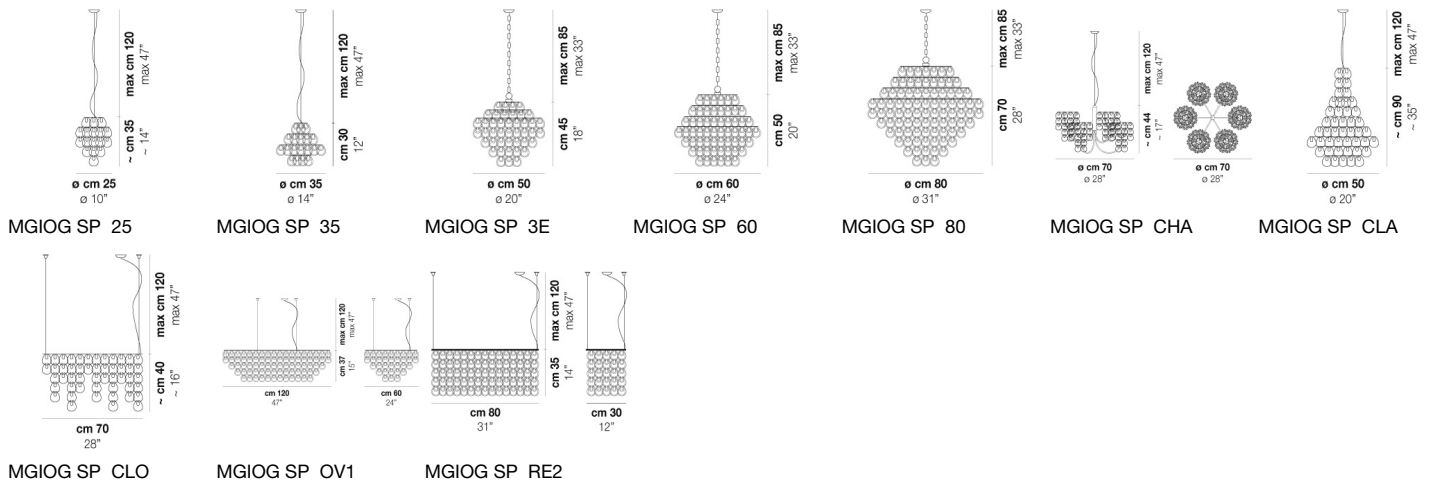 max cm 120
max 47"
~ cm 35
~ 14"
ø cm 25
ø 10"
MGIOG SP 25
max cm 120
max 47"
cm 30
12"
ø cm 35
ø 14"
MGIOG SP 35
max cm 85
max 33"
cm 45
18"
ø cm 50
ø 20"
MGIOG SP 3E
max cm 85
max 33"
cm 50
20"
ø cm 60
ø 24"
MGIOG SP 60
max cm 85
max 33"
cm 70
28"
ø cm 80
ø 31"
MGIOG SP 80
max cm 120
max 47"
~ cm 44
~ 17"
ø cm 70
ø 28"
ø cm 70
ø 28"
MGIOG SP CHA
max cm 120
max 47"
~ cm 90
~ 35"
ø cm 50
ø 20"
MGIOG SP CLA
max cm 120
max 47"
~ cm 40
~ 16"
cm 70
28"
MGIOG SP CLO
max cm 120
max 47"
cm 37
15"
cm 120
47"
cm 60
24"
MGIOG SP OV1
max cm 120
max 47"
cm 35
14"
cm 80
31"
cm 30
12"
MGIOG SP RE2